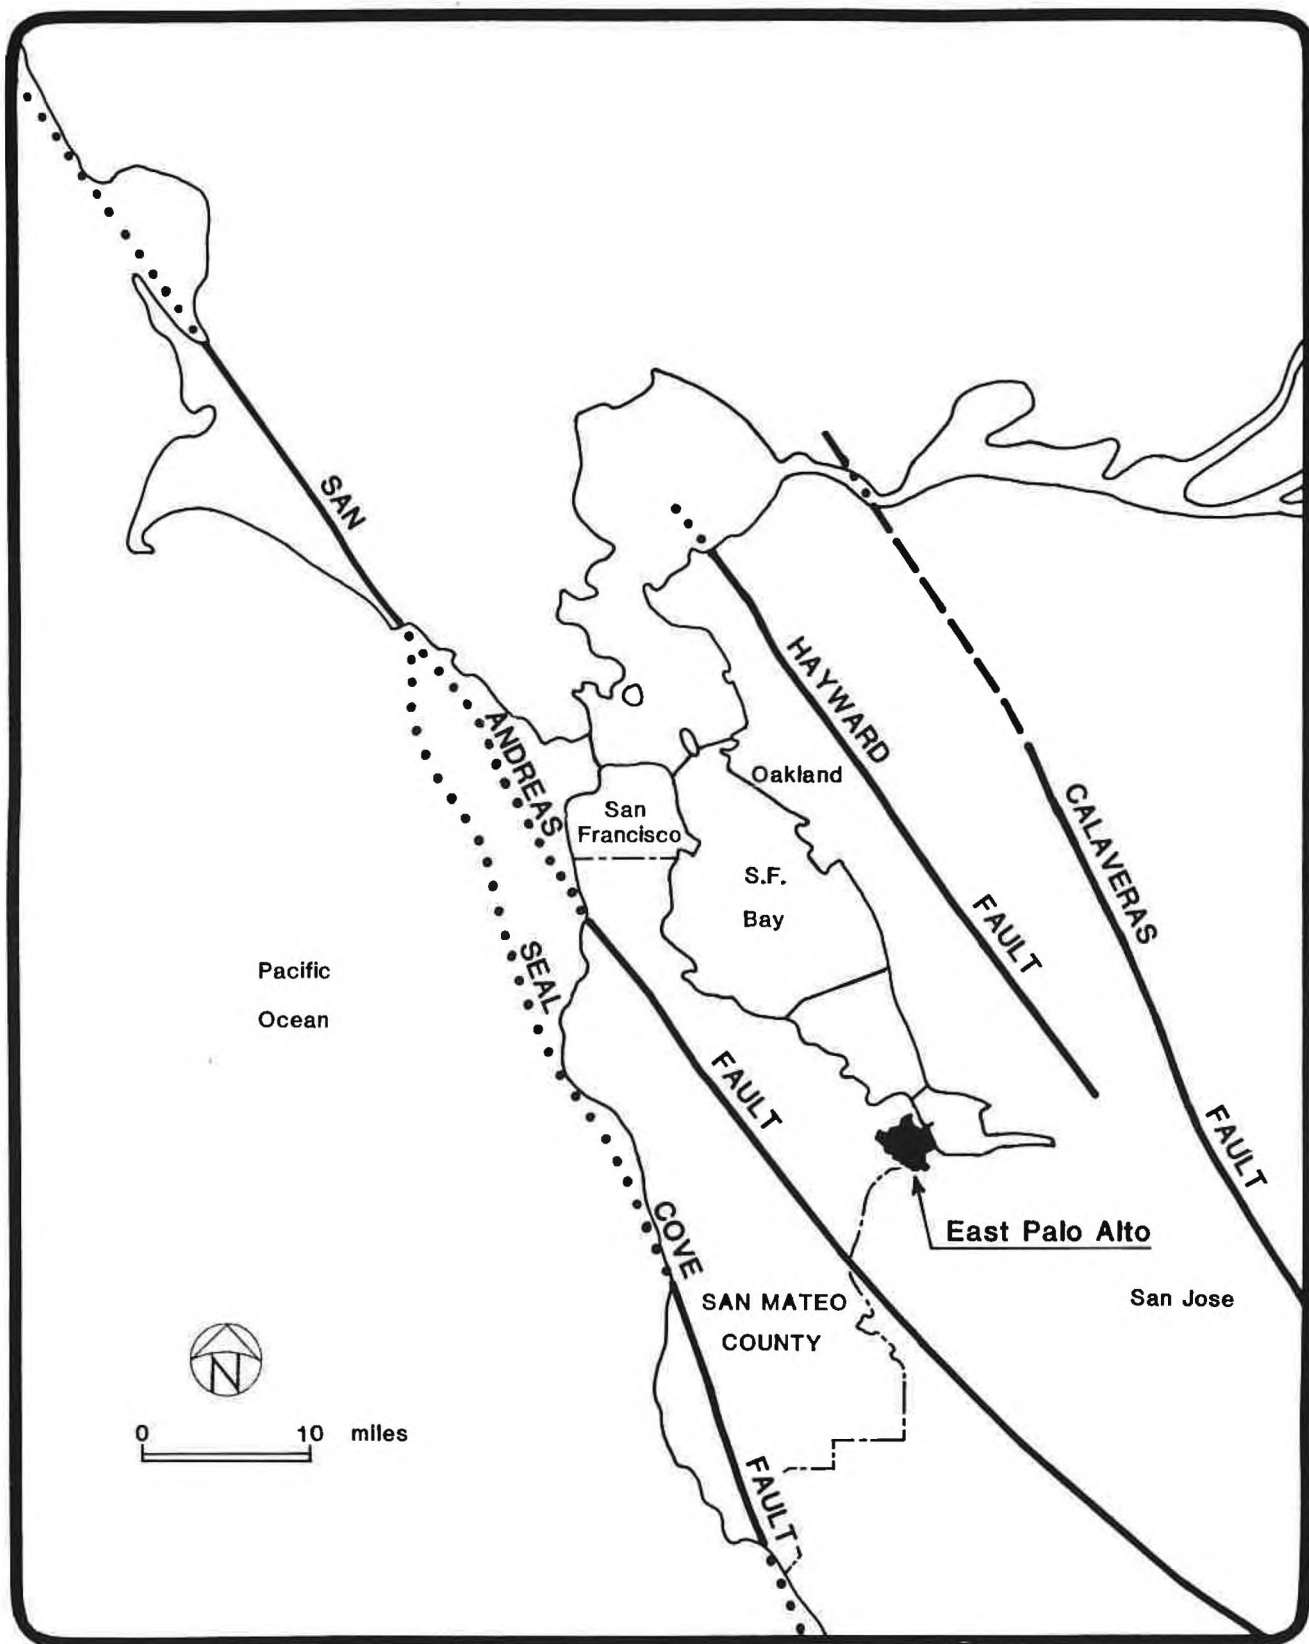 SAN
ANDREAS
FAULT
HAYWARD
FAULT
CALAVERAS
FAULT
Oakland
San
Francisco
S.F.
Bay
Pacific
Ocean
SEAL
COVE
FAULT
East Palo Alto
SAN MATEO
COUNTY
San Jose
N
0 10 miles